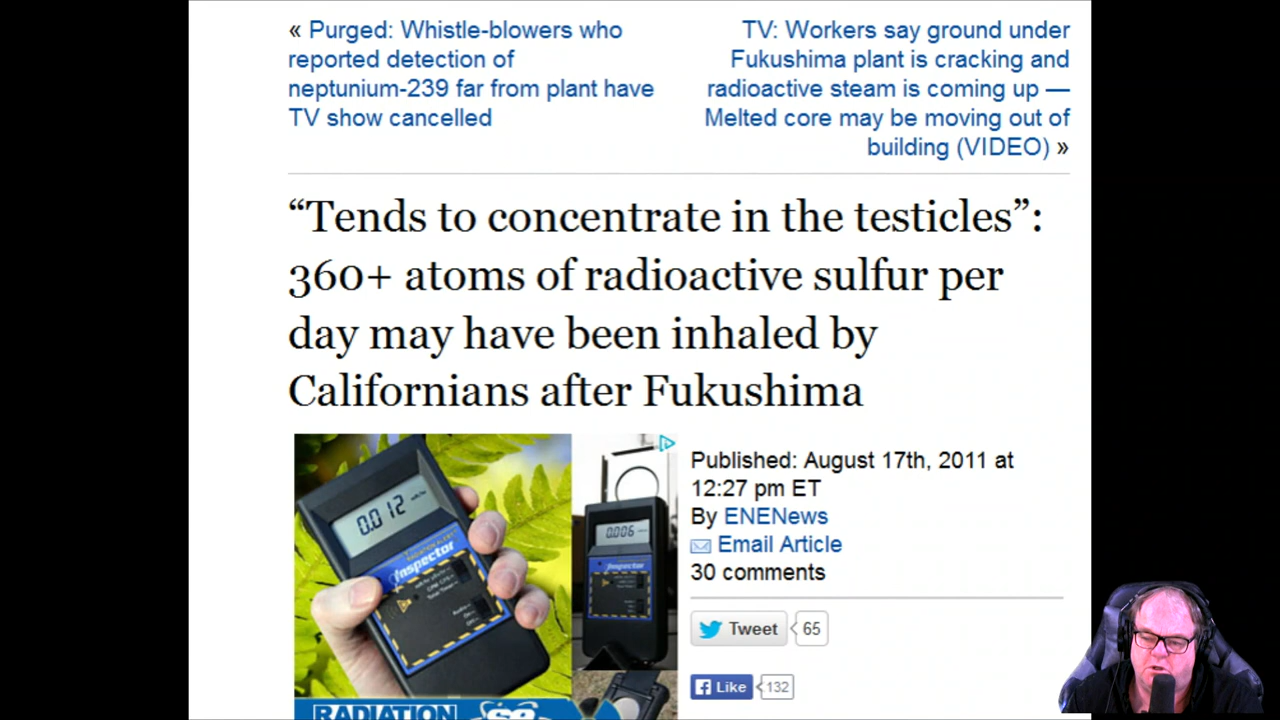 « Purged: Whistle-blowers who
reported detection of
neptunium-239 far from plant have
TV show cancelled
TV: Workers say ground under
Fukushima plant is cracking and
radioactive steam is coming up —
Melted core may be moving out of
building (VIDEO) »
“Tends to concentrate in the testicles”:
360+ atoms of radioactive sulfur per
day may have been inhaled by
Californians after Fukushima
Published: August 17th, 2011 at
12:27 pm ET
By ENENews
Email Article
30 comments
Tweet 65
Like 132
0.012
Inspector
0.006
Inspector
RADIATION